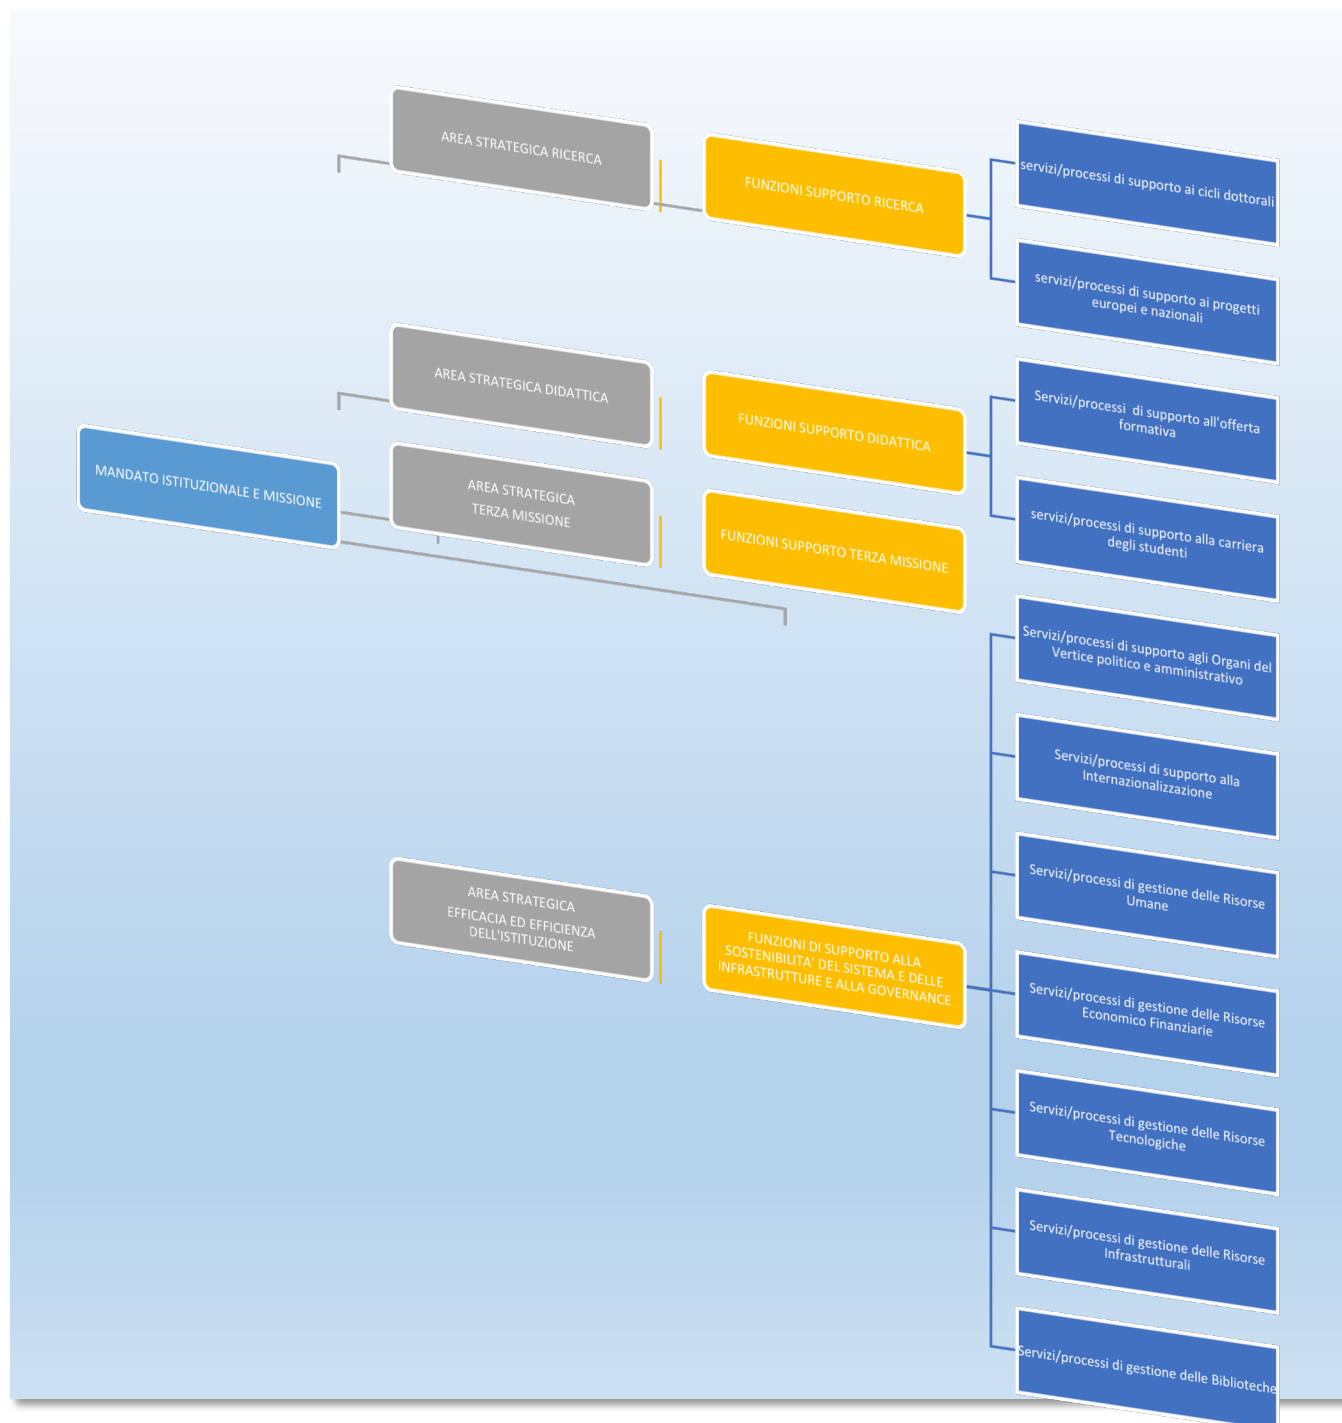 AREA STRATEGICA RICERCA
FUNZIONI SUPPORTO RICERCA
servizi/processi di supporto ai cicli dottorali
servizi/processi di supporto ai progetti
europei e nazionali
AREA STRATEGICA DIDATTICA
FUNZIONI SUPPORTO DIDATTICA
Servizi/processi di supporto all'offerta
formativa
servizi/processi di supporto alla carriera
degli studenti
MANDATO ISTITUZIONALE E MISSIONE
AREA STRATEGICA
TERZA MISSIONE
FUNZIONI SUPPORTO TERZA MISSIONE
AREA STRATEGICA
EFFICACIA ED EFFICIENZA
DELL'ISTITUZIONE
FUNZIONI DI SUPPORTO ALLA
SOSTENIBILITA' DEL SISTEMA E DELLE
INFRASTRUTTURE E ALLA GOVERNANCE
Servizi/processi di supporto agli Organi del
Vertice politico e amministrativo
Servizi/processi di supporto alla
Internazionalizzazione
Servizi/processi di gestione delle Risorse
Umane
Servizi/processi di gestione delle Risorse
Economico Finanziarie
Servizi/processi di gestione delle Risorse
Tecnologiche
Servizi/processi di gestione delle Risorse
Infrastrutturali
Servizi/processi di gestione delle Biblioteche